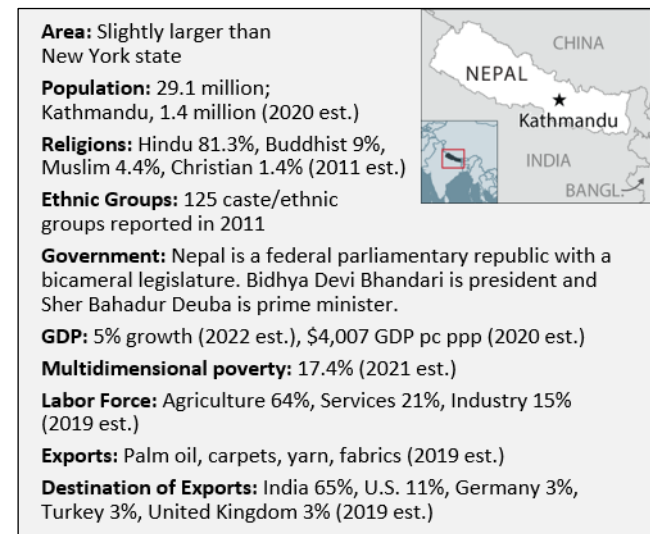 Area: Slightly larger than
New York state
Population: 29.1 million;
Kathmandu, 1.4 million (2020 est.)
Religions: Hindu 81.3%, Buddhist 9%,
Muslim 4.4%, Christian 1.4% (2011 est.)
Ethnic Groups: 125 caste/ethnic
groups reported in 2011
CHINA
NEPAL
Kathmandu
INDIA
BANGL.
Government: Nepal is a federal parliamentary republic with a
bicameral legislature. Bidhya Devi Bhandari is president and
Sher Bahadur Deuba is prime minister.
GDP: 5% growth (2022 est.), $4,007 GDP pc ppp (2020 est.)
Multidimensional poverty: 17.4% (2021 est.)
Labor Force: Agriculture 64%, Services 21%, Industry 15%
(2019 est.)
Exports: Palm oil, carpets, yarn, fabrics (2019 est.)
Destination of Exports: India 65%, U.S. 11%, Germany 3%,
Turkey 3%, United Kingdom 3% (2019 est.)